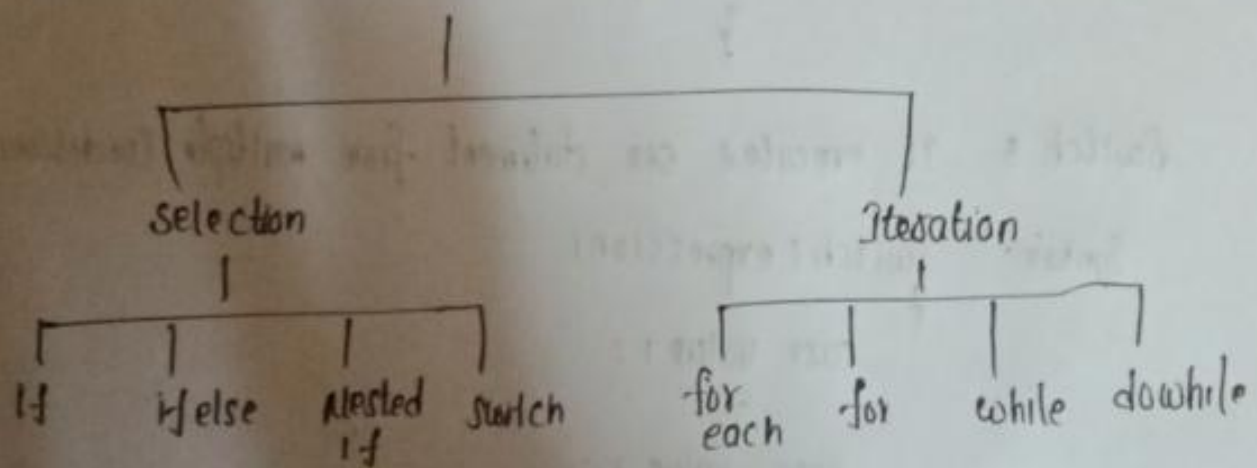 Selection Iteration
If if else Nested switch for for while dowhile
If each